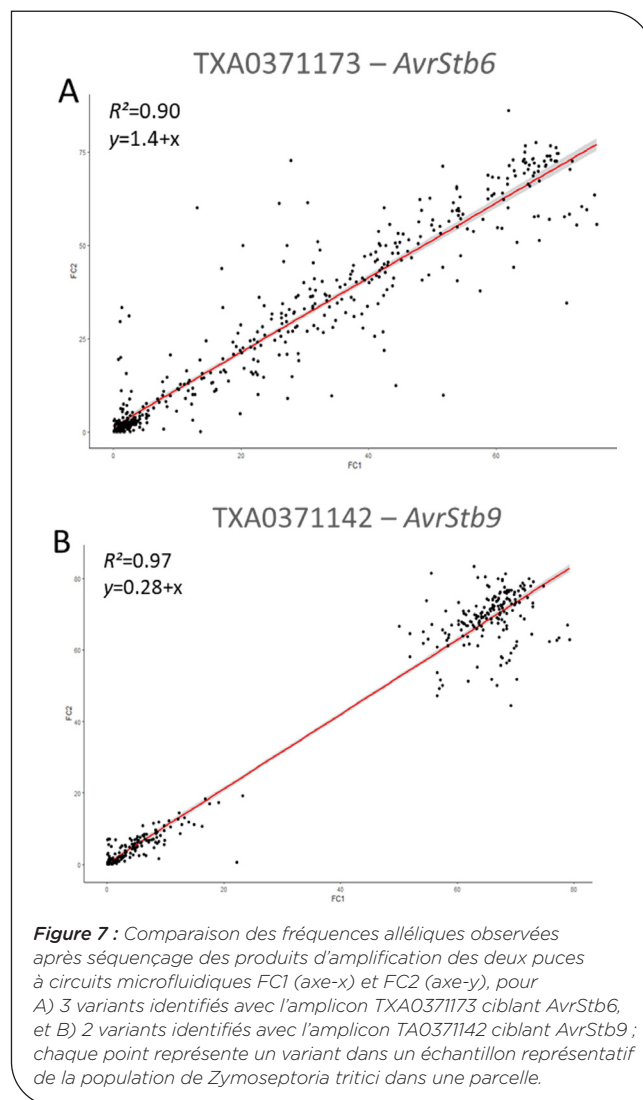 TXA0371173 – AvrStb6
A
R²=0.90
y=1.4+x
75
50
25
0
FC2
0
20
40
60
FC1
TXA0371142 – AvrStb9
B
R²=0.97
y=0.28+x
80
60
40
20
0
FC2
0
20
40
60
80
FC1
Figure 7 : Comparaison des fréquences alléliques observées
après séquençage des produits d'amplification des deux puces
à circuits microfluidiques FC1 (axe-x) et FC2 (axe-y), pour
A) 3 variants identifiés avec l'amplicon TXA0371173 ciblant AvrStb6,
et B) 2 variants identifiés avec l'amplicon TA0371142 ciblant AvrStb9 ;
chaque point représente un variant dans un échantillon représentatif
de la population de Zymoseptoria tritici dans une parcelle.